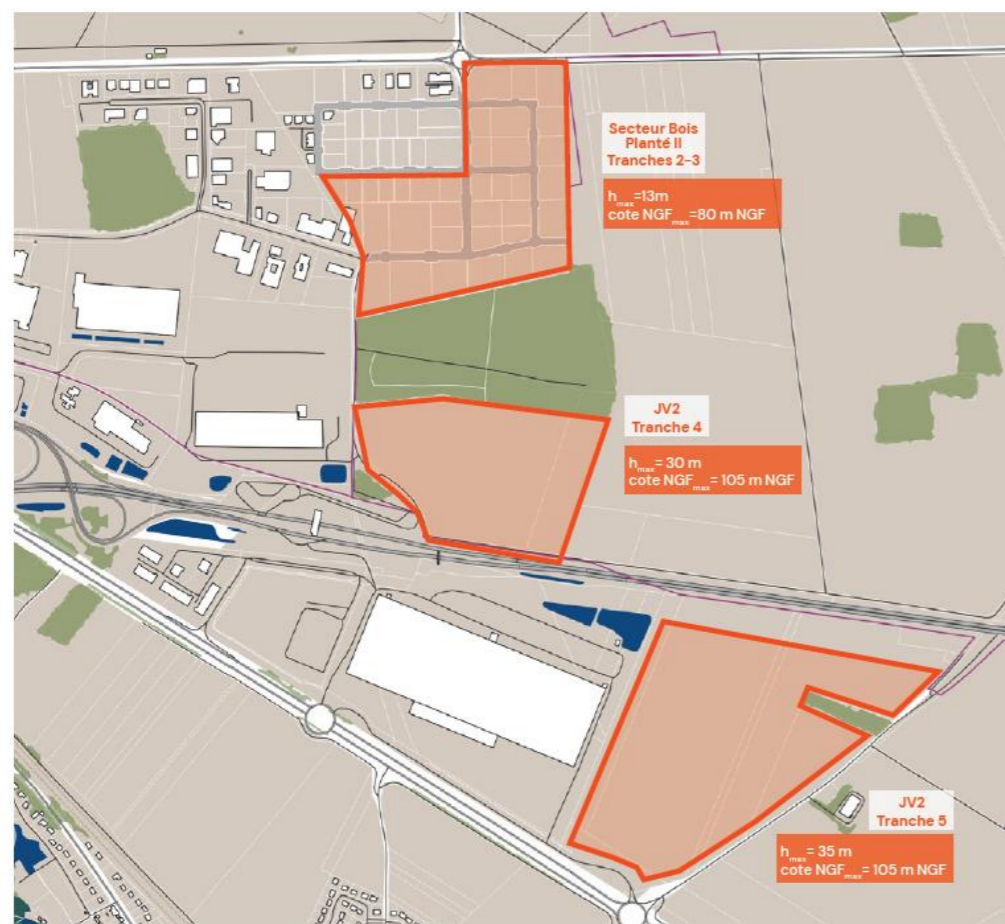 Secteur Bois
Planté II
Tranches 2-3
hmax=13m
cote NGFmax=80 m NGF
JV2
Tranche 4
hmax= 30 m
cote NGFmax= 105 m NGF
JV2
Tranche 5
hmax= 35 m
cote NGFmax= 105 m NGF